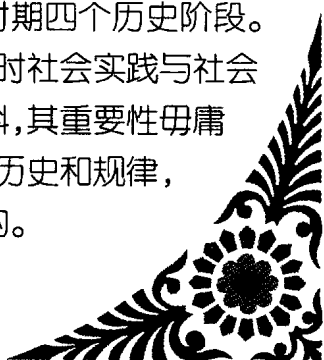 时期四个历史阶段。
时社会实践与社会
料,其重要性毋庸
历史和规律,
的。